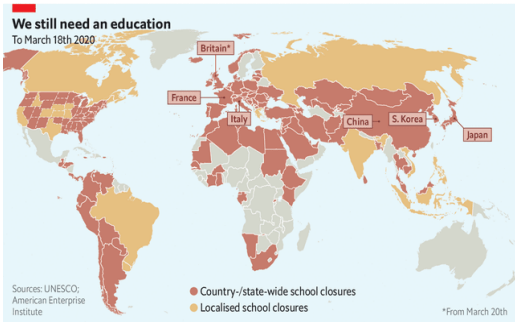 We still need an education
To March 18th 2020
Britain*
France
Italy
China
S. Korea
Japan
Sources: UNESCO;
American Enterprise
Institute
Country-/state-wide school closures
Localised school closures
*From March 20th